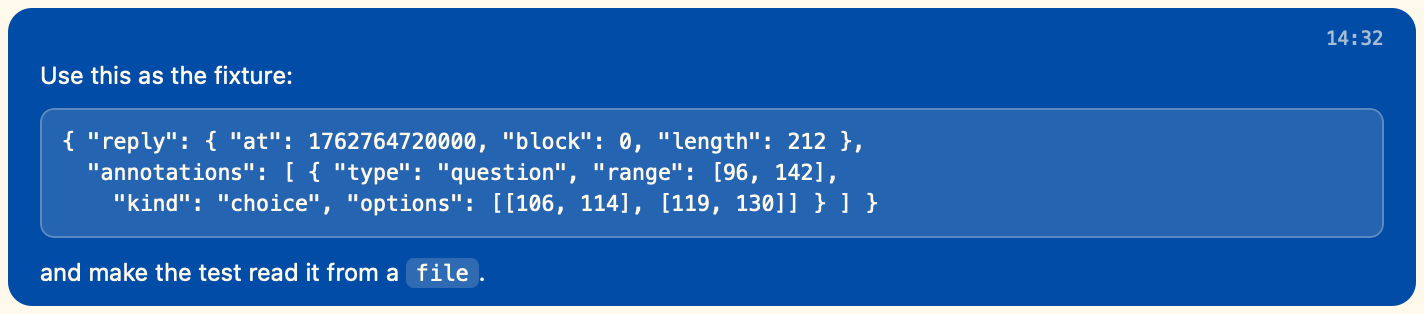 14:32
Use this as the fixture:
{ "reply": { "at": 1762764720000, "block": 0, "length": 212 },
  "annotations": [ { "type": "question", "range": [96, 142],
    "kind": "choice", "options": [[106, 114], [119, 130]] } ] }
and make the test read it from a file.